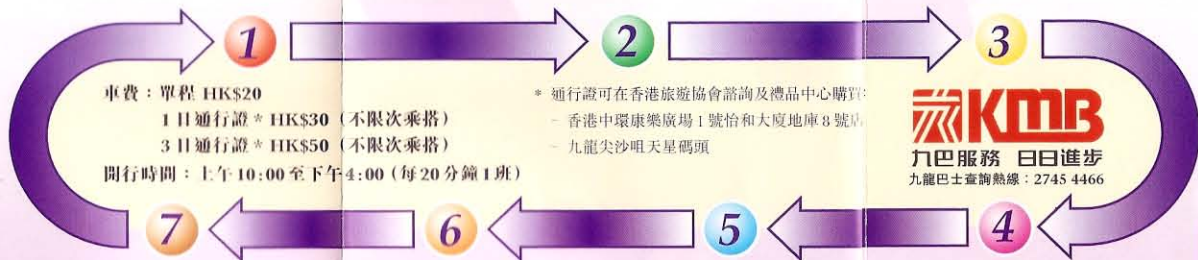 1
2
3
車費：單程 HK$20
1日通行證 * HK$30 (不限次乘搭)
3日通行證 * HK$50 (不限次乘搭)
開行時間：上午10:00至下午4:00 (每20分鐘1班)
* 通行證可在香港旅遊協會諮詢及禮品中心購買:
- 香港中環康樂廣場1號怡和大廈地庫8號店
- 九龍尖沙咀天星碼頭
KMB
九巴服務 日日進步
九龍巴士查詢熱線：2745 4466
7
6
5
4